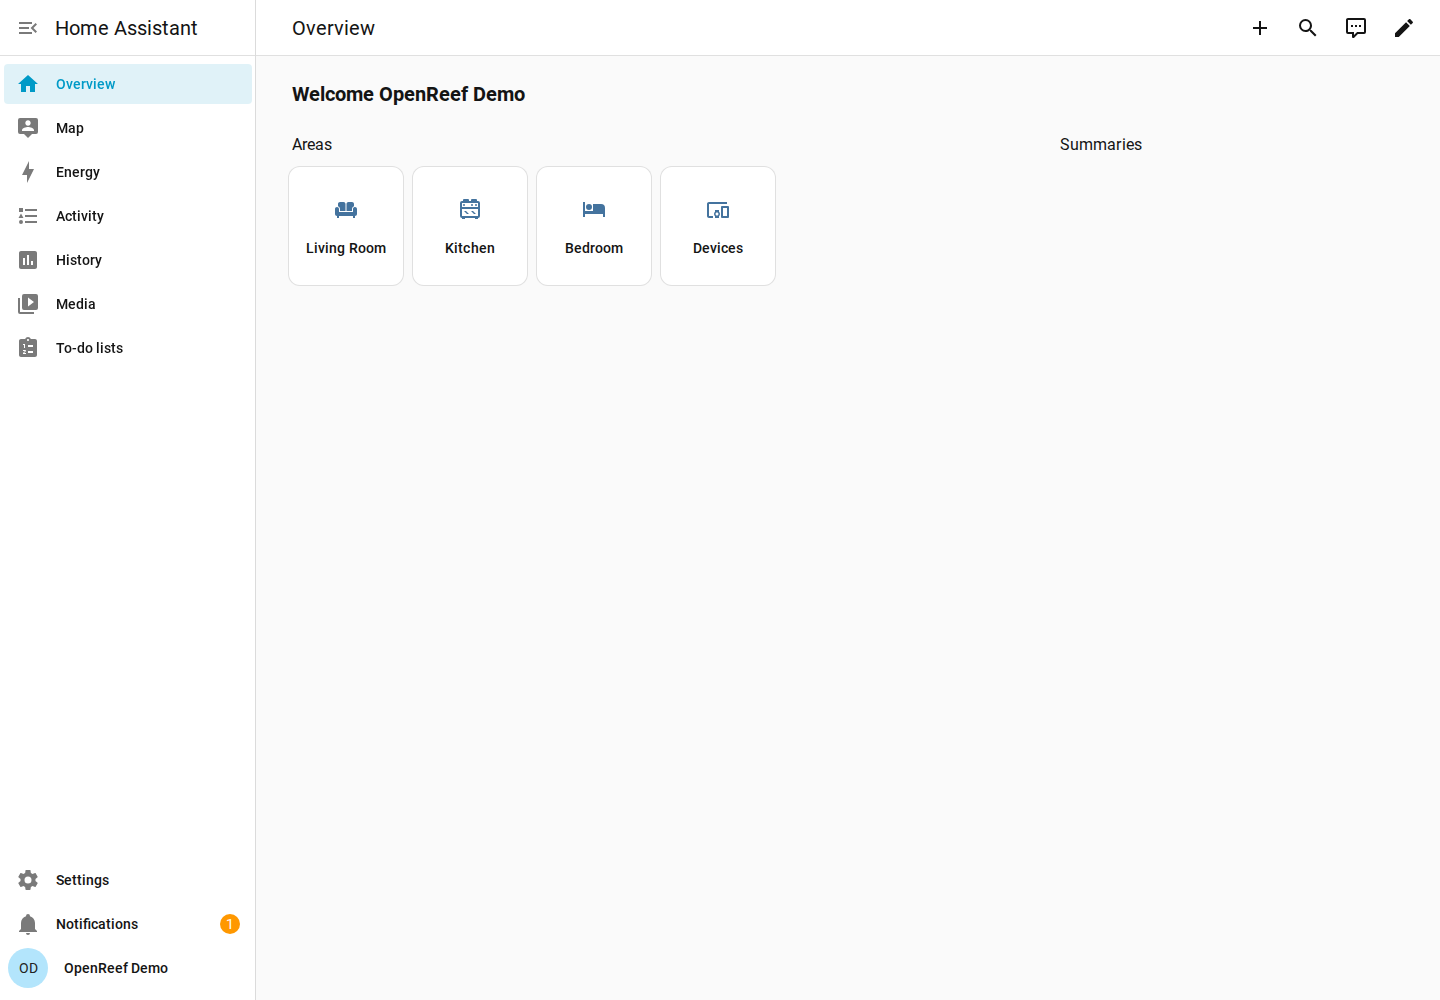 Home Assistant
Overview
Overview
Map
Energy
Activity
History
Media
To-do lists
Settings
Notifications 1
OD OpenReef Demo
Welcome OpenReef Demo
Areas
Summaries
Living Room
Kitchen
Bedroom
Devices